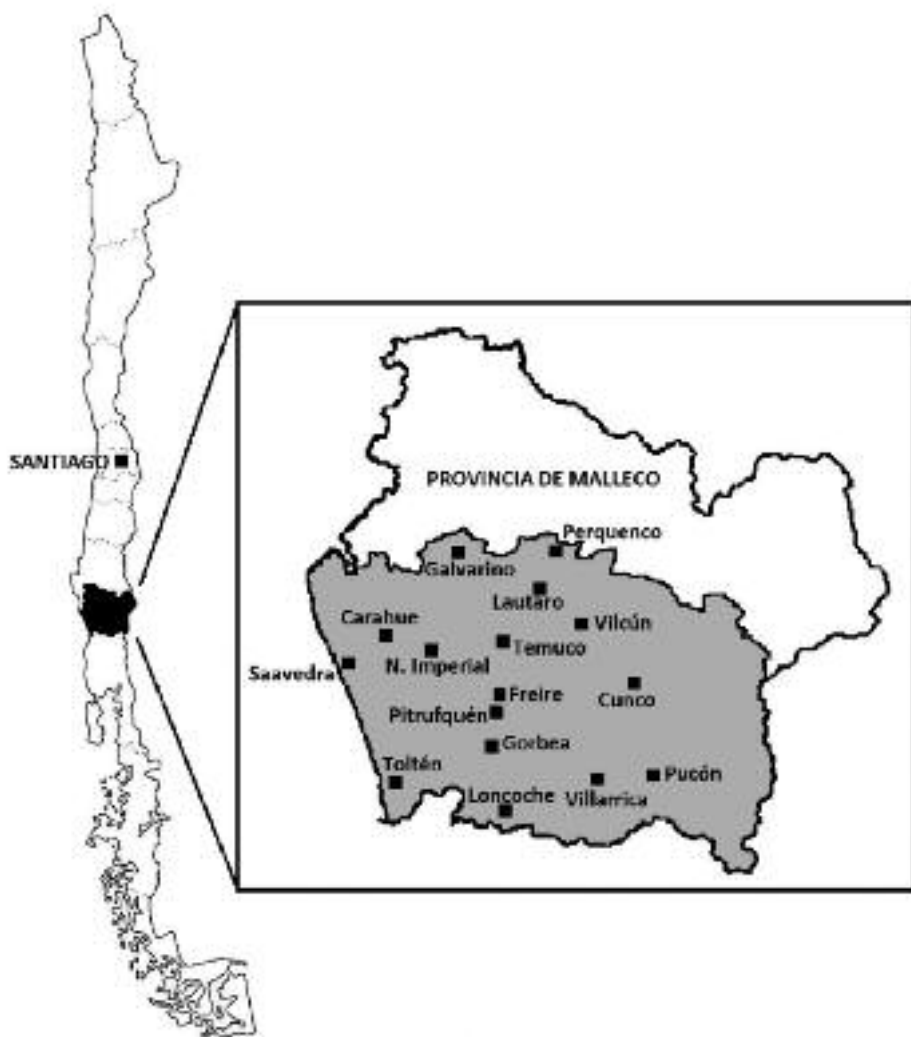 SANTIAGO
PROVINCIA DE MALLECO
Perquenco
Galvarino
Lautaro
Carahue
Vilcún
Temuco
N. Imperial
Saavedra
Cunco
Freire
Pitrufquén
Gorbea
Toltén
Pucón
Loncoche
Villarrica